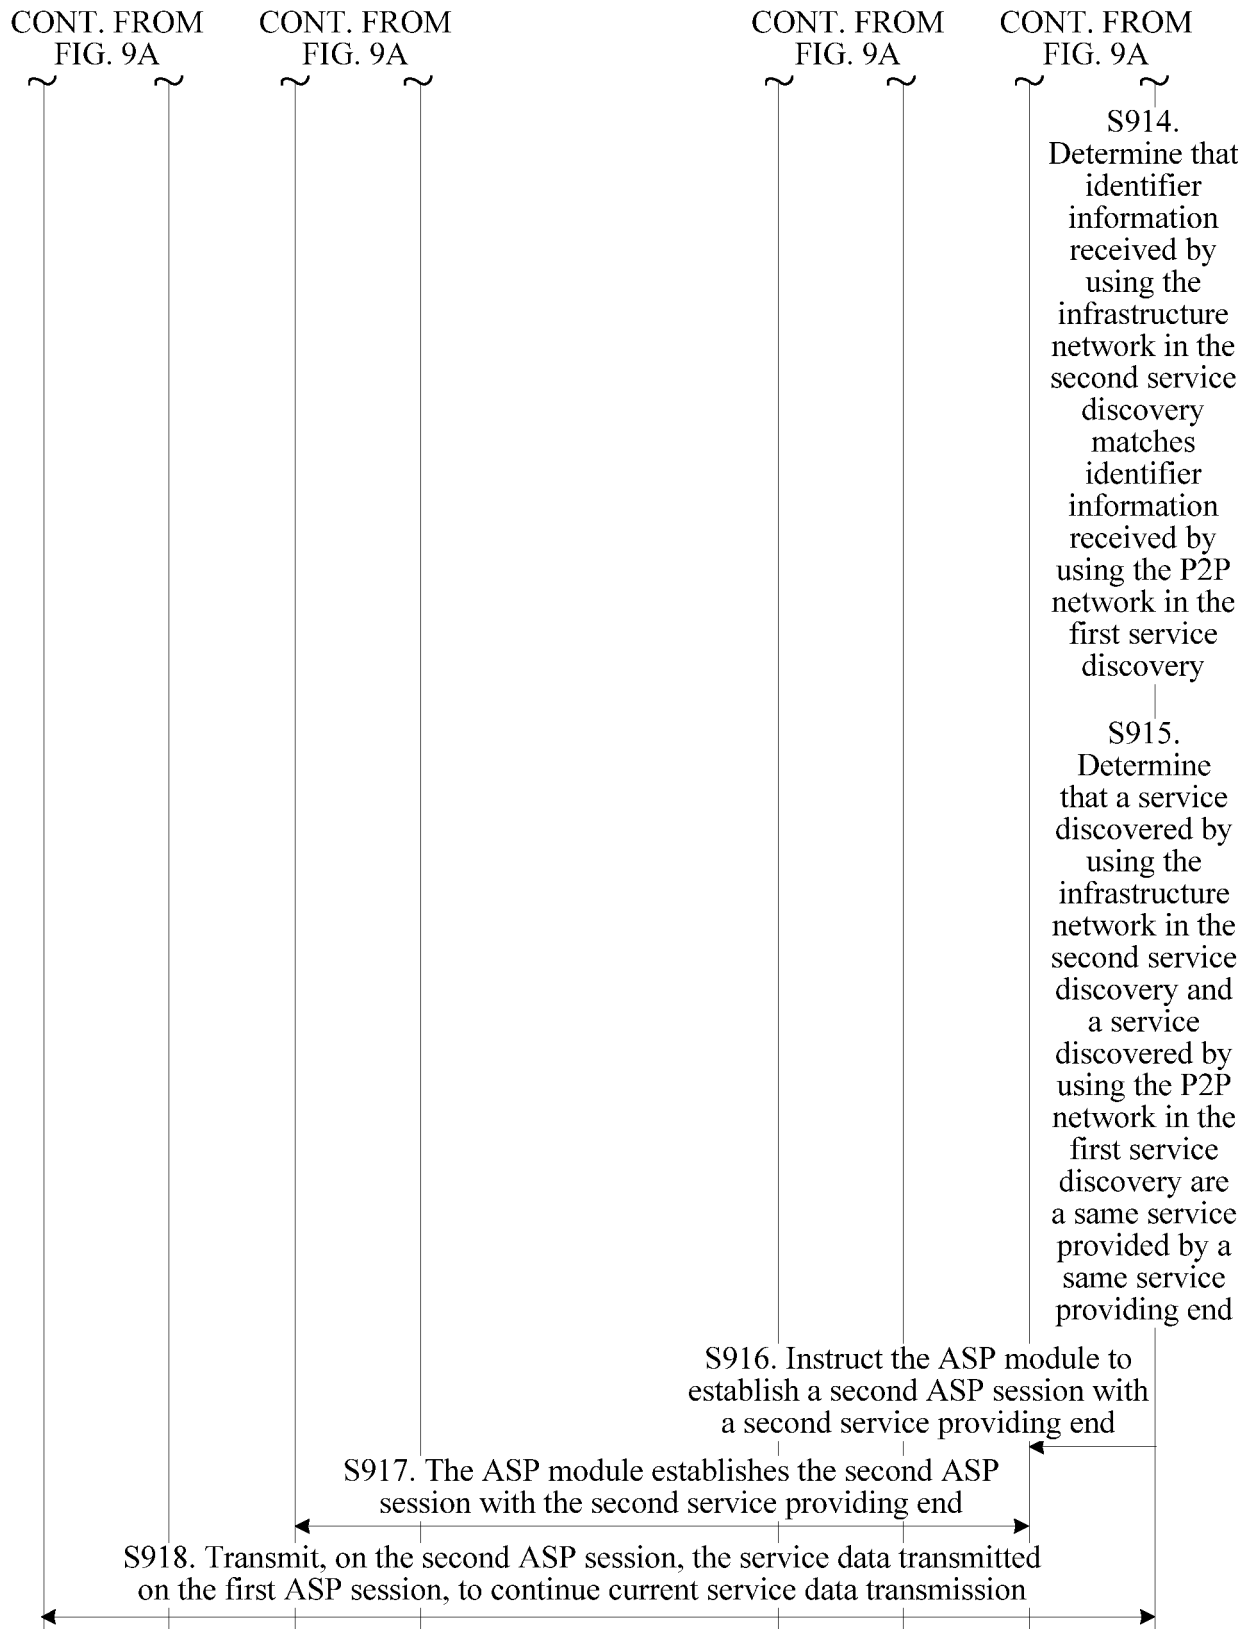 CONT. FROM
FIG. 9A
CONT. FROM
FIG. 9A
CONT. FROM
FIG. 9A
CONT. FROM
FIG. 9A
S914.
Determine that
identifier
information
received by
using the
infrastructure
network in the
second service
discovery
matches
identifier
information
received by
using the P2P
network in the
first service
discovery
S915.
Determine
that a service
discovered by
using the
infrastructure
network in the
second service
discovery and
a service
discovered by
using the P2P
network in the
first service
discovery are
a same service
provided by a
same service
providing end
S916. Instruct the ASP module to
establish a second ASP session with
a second service providing end
S917. The ASP module establishes the second ASP
session with the second service providing end
S918. Transmit, on the second ASP session, the service data transmitted
on the first ASP session, to continue current service data transmission